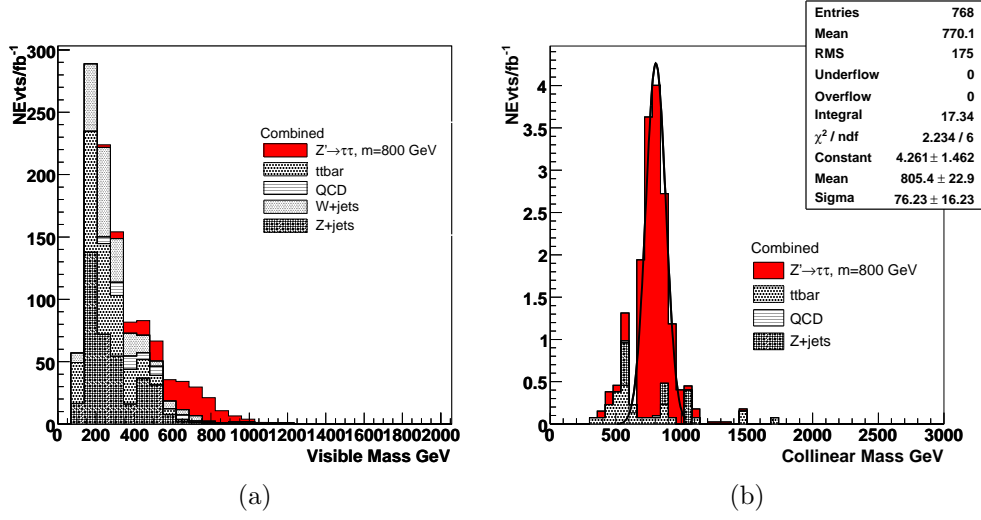 NEvts/fb-1
300
250
200
150
100
50
0
Combined
Z'→ττ, m=800 GeV
ttbar
QCD
W+jets
Z+jets
0 200 400 600 800 1000 1200 1400 1600 1800 2000
Visible Mass GeV
(a)
Entries 768
Mean 770.1
RMS 175
Underflow 0
Overflow 0
Integral 17.34
χ² / ndf 2.234 / 6
Constant 4.261 ± 1.462
Mean 805.4 ± 22.9
Sigma 76.23 ± 16.23
NEvts/fb-1
4
3.5
3
2.5
2
1.5
1
0.5
0
Combined
Z'→ττ, m=800 GeV
ttbar
QCD
Z+jets
0 500 1000 1500 2000 2500 3000
Collinear Mass GeV
(b)